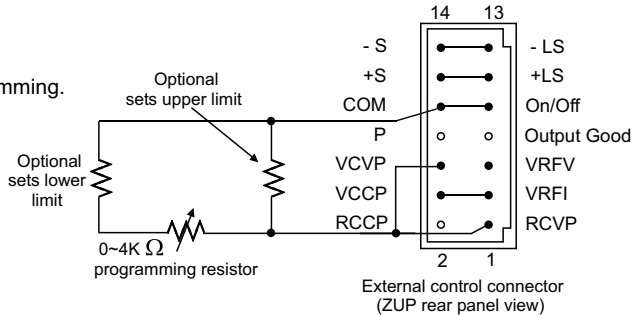 14 13
- S - LS
+S +LS
COM On/Off
P Output Good
VCVP VRFV
VCCP VRFI
RCCP RCVP
2 1
mming.
Optional
sets upper limit
Optional
sets lower
limit
0~4K Ω
programming resistor
External control connector
(ZUP rear panel view)